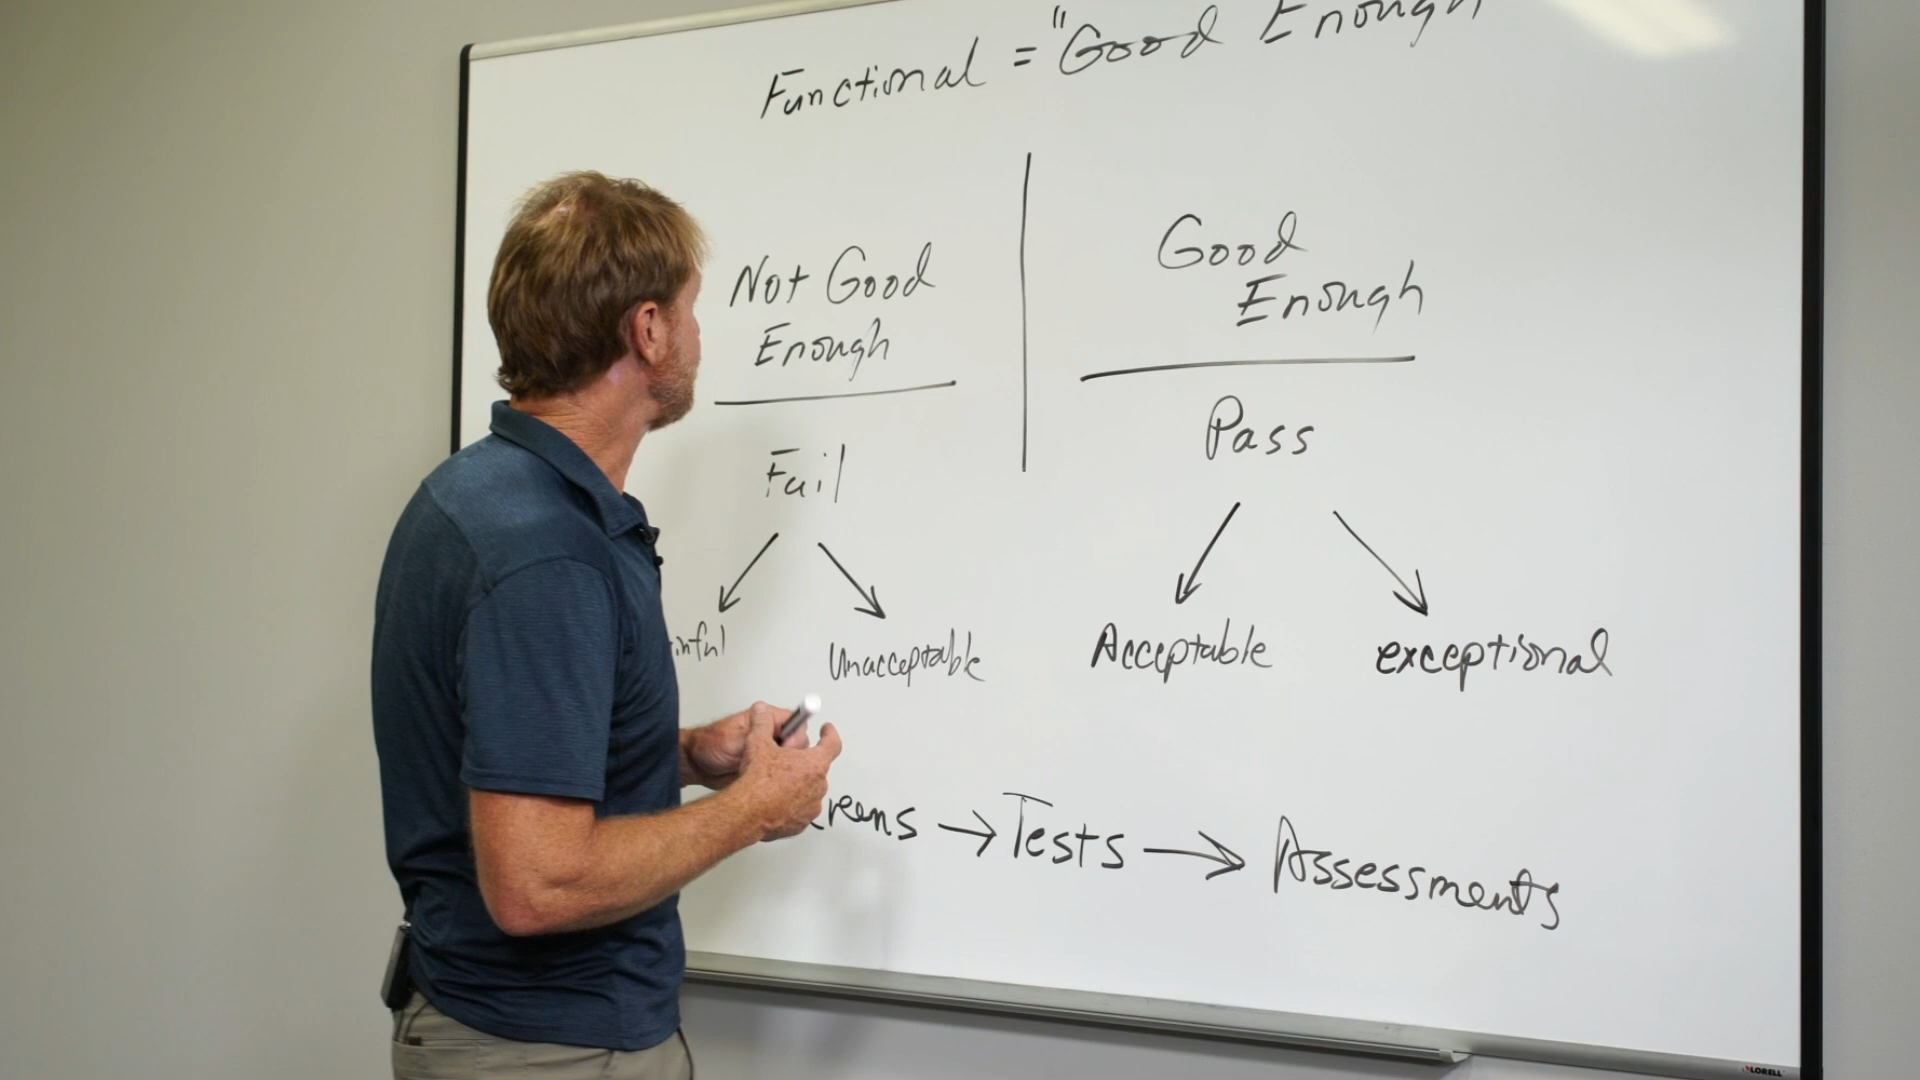 Functional = "Good Enough
Not Good
Enough
Fail
Unacceptable
Good
Enough
Pass
Acceptable
exceptional
→ Tests → Assessments
LORELL